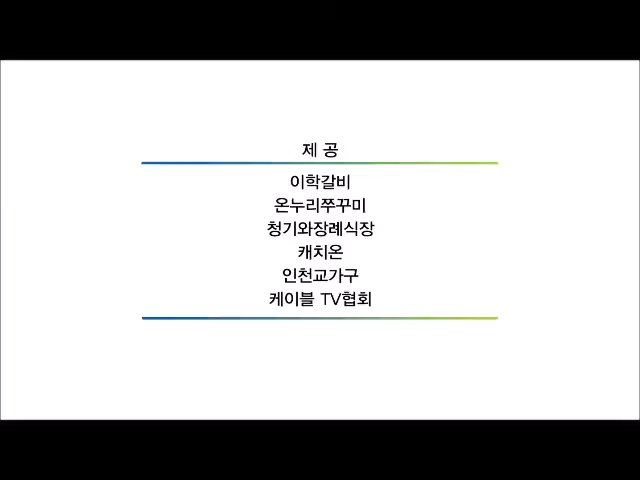 제 공
이학갈비
온누리쭈꾸미
청기와장례식장
캐치온
인천교가구
케이블 TV협회